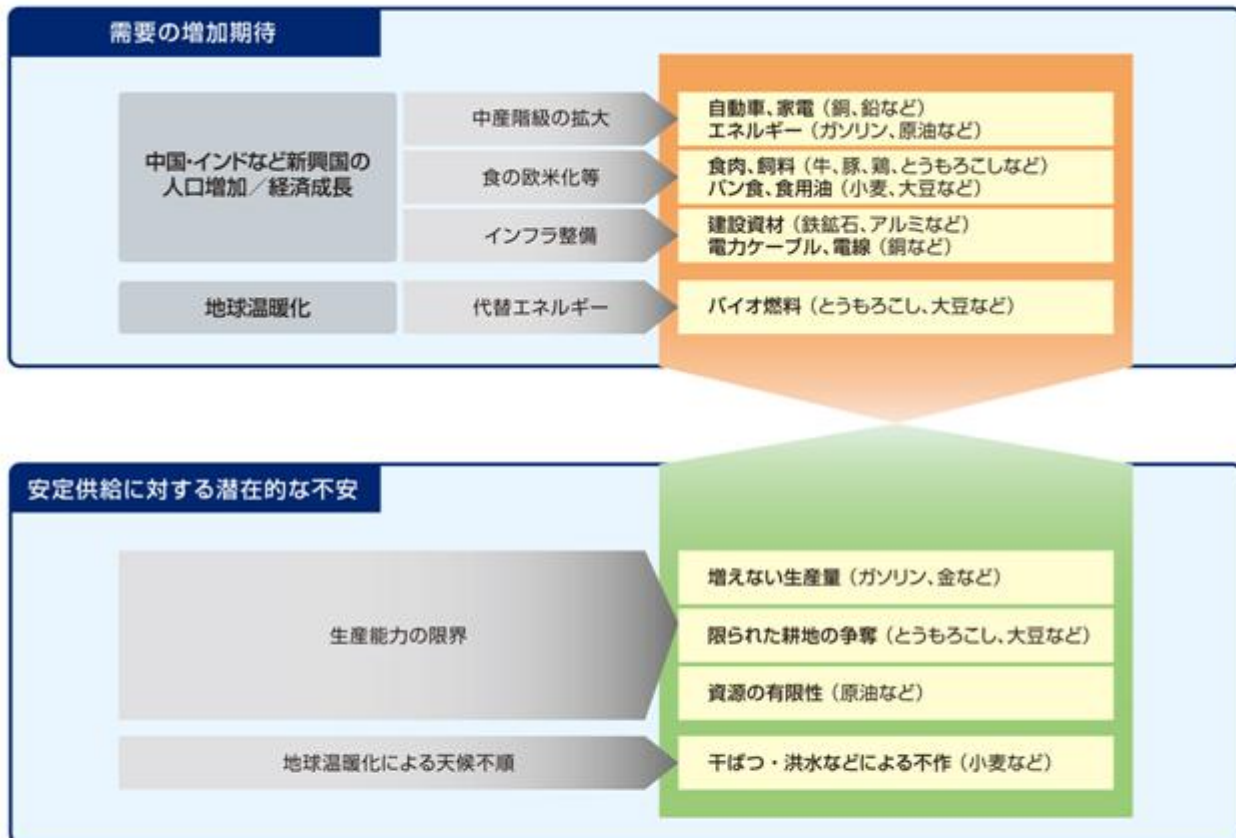 需要の増加期待
中国・インドなど新興国の
人口増加／経済成長
中産階級の拡大
自動車、家電（銅、鉛など）
エネルギー（ガソリン、原油など）
食の欧米化等
食肉、飼料（牛、豚、鶏、とうもろこしなど）
パン食、食用油（小麦、大豆など）
インフラ整備
建設資材（鉄鉱石、アルミなど）
電力ケーブル、電線（銅など）
地球温暖化
代替エネルギー
バイオ燃料（とうもろこし、大豆など）
安定供給に対する潜在的な不安
生産能力の限界
増えない生産量（ガソリン、金など）
限られた耕地の争奪（とうもろこし、大豆など）
資源の有限性（原油など）
地球温暖化による天候不順
干ばつ・洪水などによる不作（小麦など）